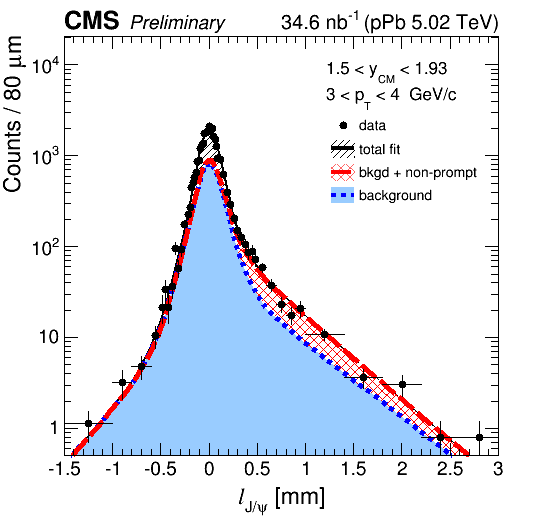 CMS Preliminary 34.6 nb⁻¹ (pPb 5.02 TeV)
Counts / 80 μm
10⁴
10³
10²
10
1
1.5 < y_CM < 1.93
3 < p_T < 4 GeV/c
data
total fit
bkgd + non-prompt
background
-1.5 -1 -0.5 0 0.5 1 1.5 2 2.5 3
l_J/ψ [mm]